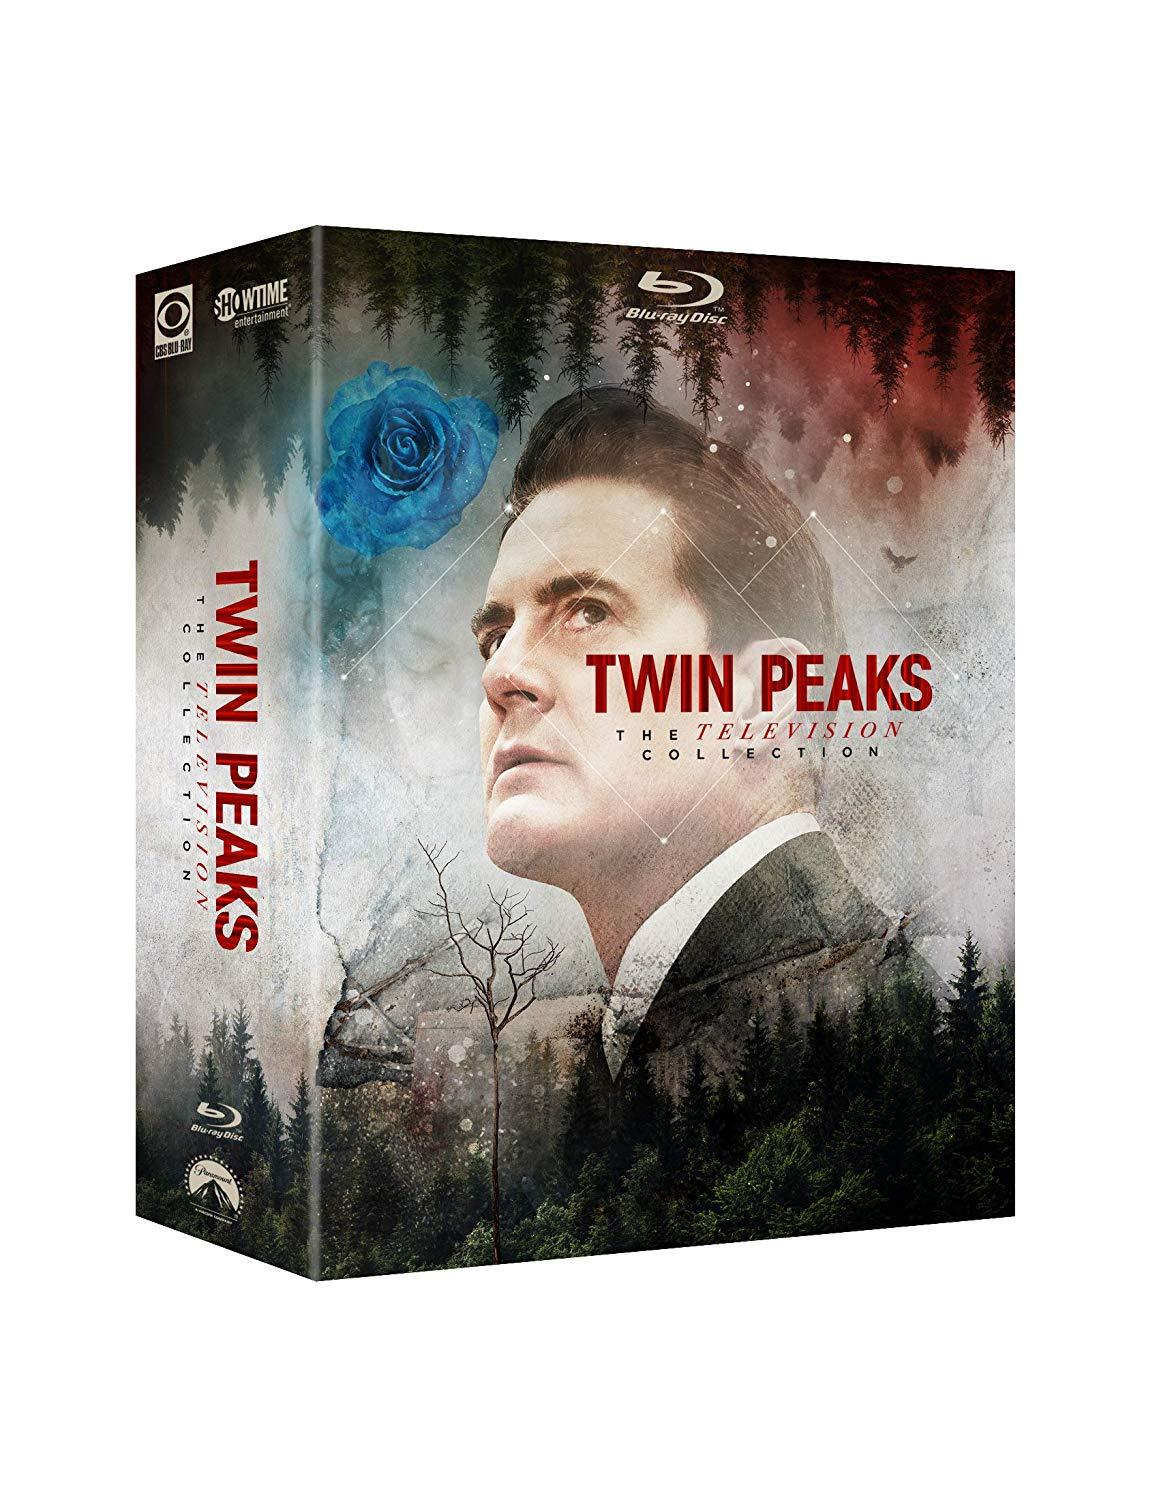 CBS BLU-RAY
SHOWTIME
entertainment®
TWIN PEAKS
THE TELEVISION
COLLECTION
Blu-ray Disc
Paramount
Blu-ray Disc™
TWIN PEAKS
THE TELEVISION
COLLECTION